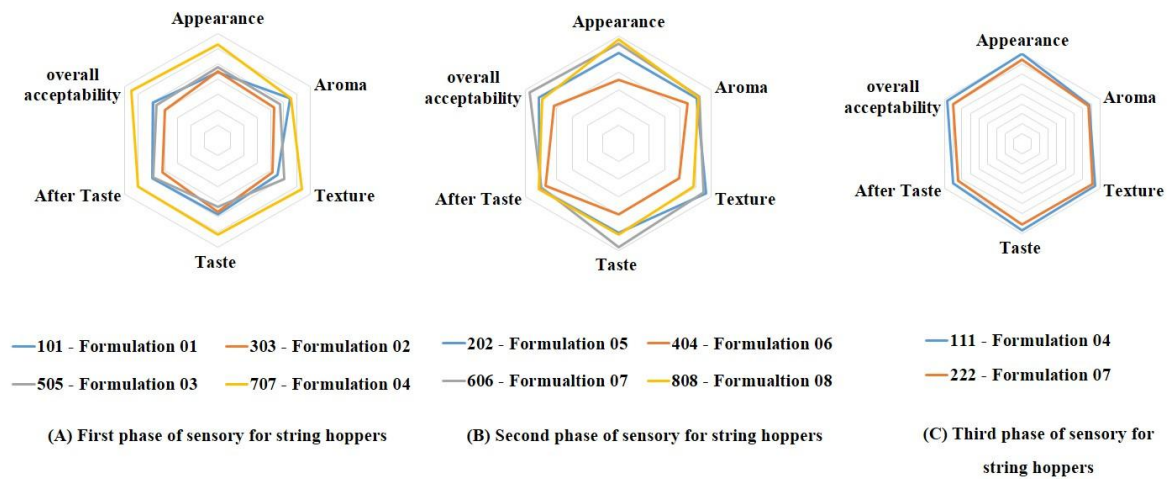 Appearance
Aroma
Texture
Taste
After Taste
overall
acceptability
101 - Formulation 01
303 - Formulation 02
505 - Formulation 03
707 - Formulation 04
(A) First phase of sensory for string hoppers
Appearance
Aroma
Texture
Taste
After Taste
overall
acceptability
202 - Formulation 05
404 - Formulation 06
606 - Formualtion 07
808 - Formualtion 08
(B) Second phase of sensory for string hoppers
Appearance
Aroma
Texture
Taste
After Taste
overall
acceptability
111 - Formulation 04
222 - Formulation 07
(C) Third phase of sensory for
string hoppers